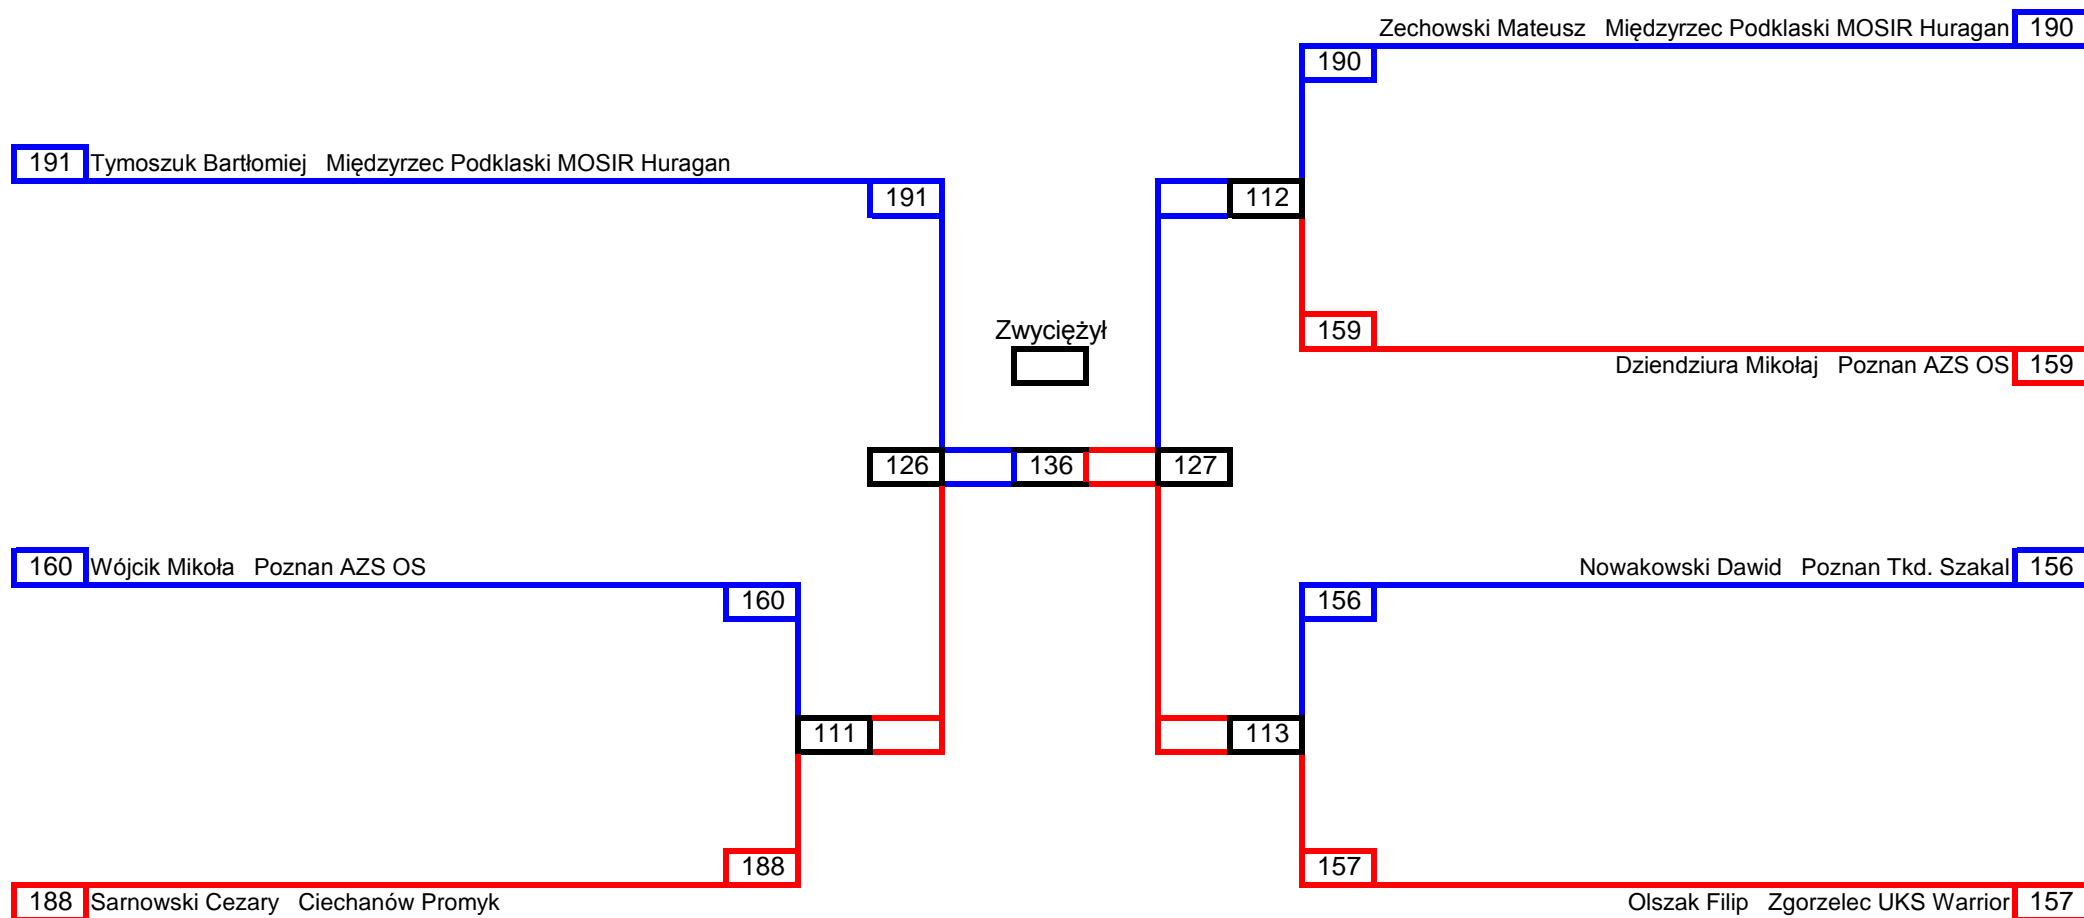 Zechowski Mateusz   Międzyrzec Podklaski MOSIR Huragan 190
190
191 Tymoszuk Bartłomiej   Międzyrzec Podklaski MOSIR Huragan
191
112
Zwyciężył
159
Dziendziura Mikołaj   Poznan AZS OS 159
126 136 127
160 Wójcik Mikoła   Poznan AZS OS
Nowakowski Dawid   Poznan Tkd. Szakal 156
160
156
111
113
188
157
188 Sarnowski Cezary   Ciechanów Promyk
Olszak Filip   Zgorzelec UKS Warrior 157